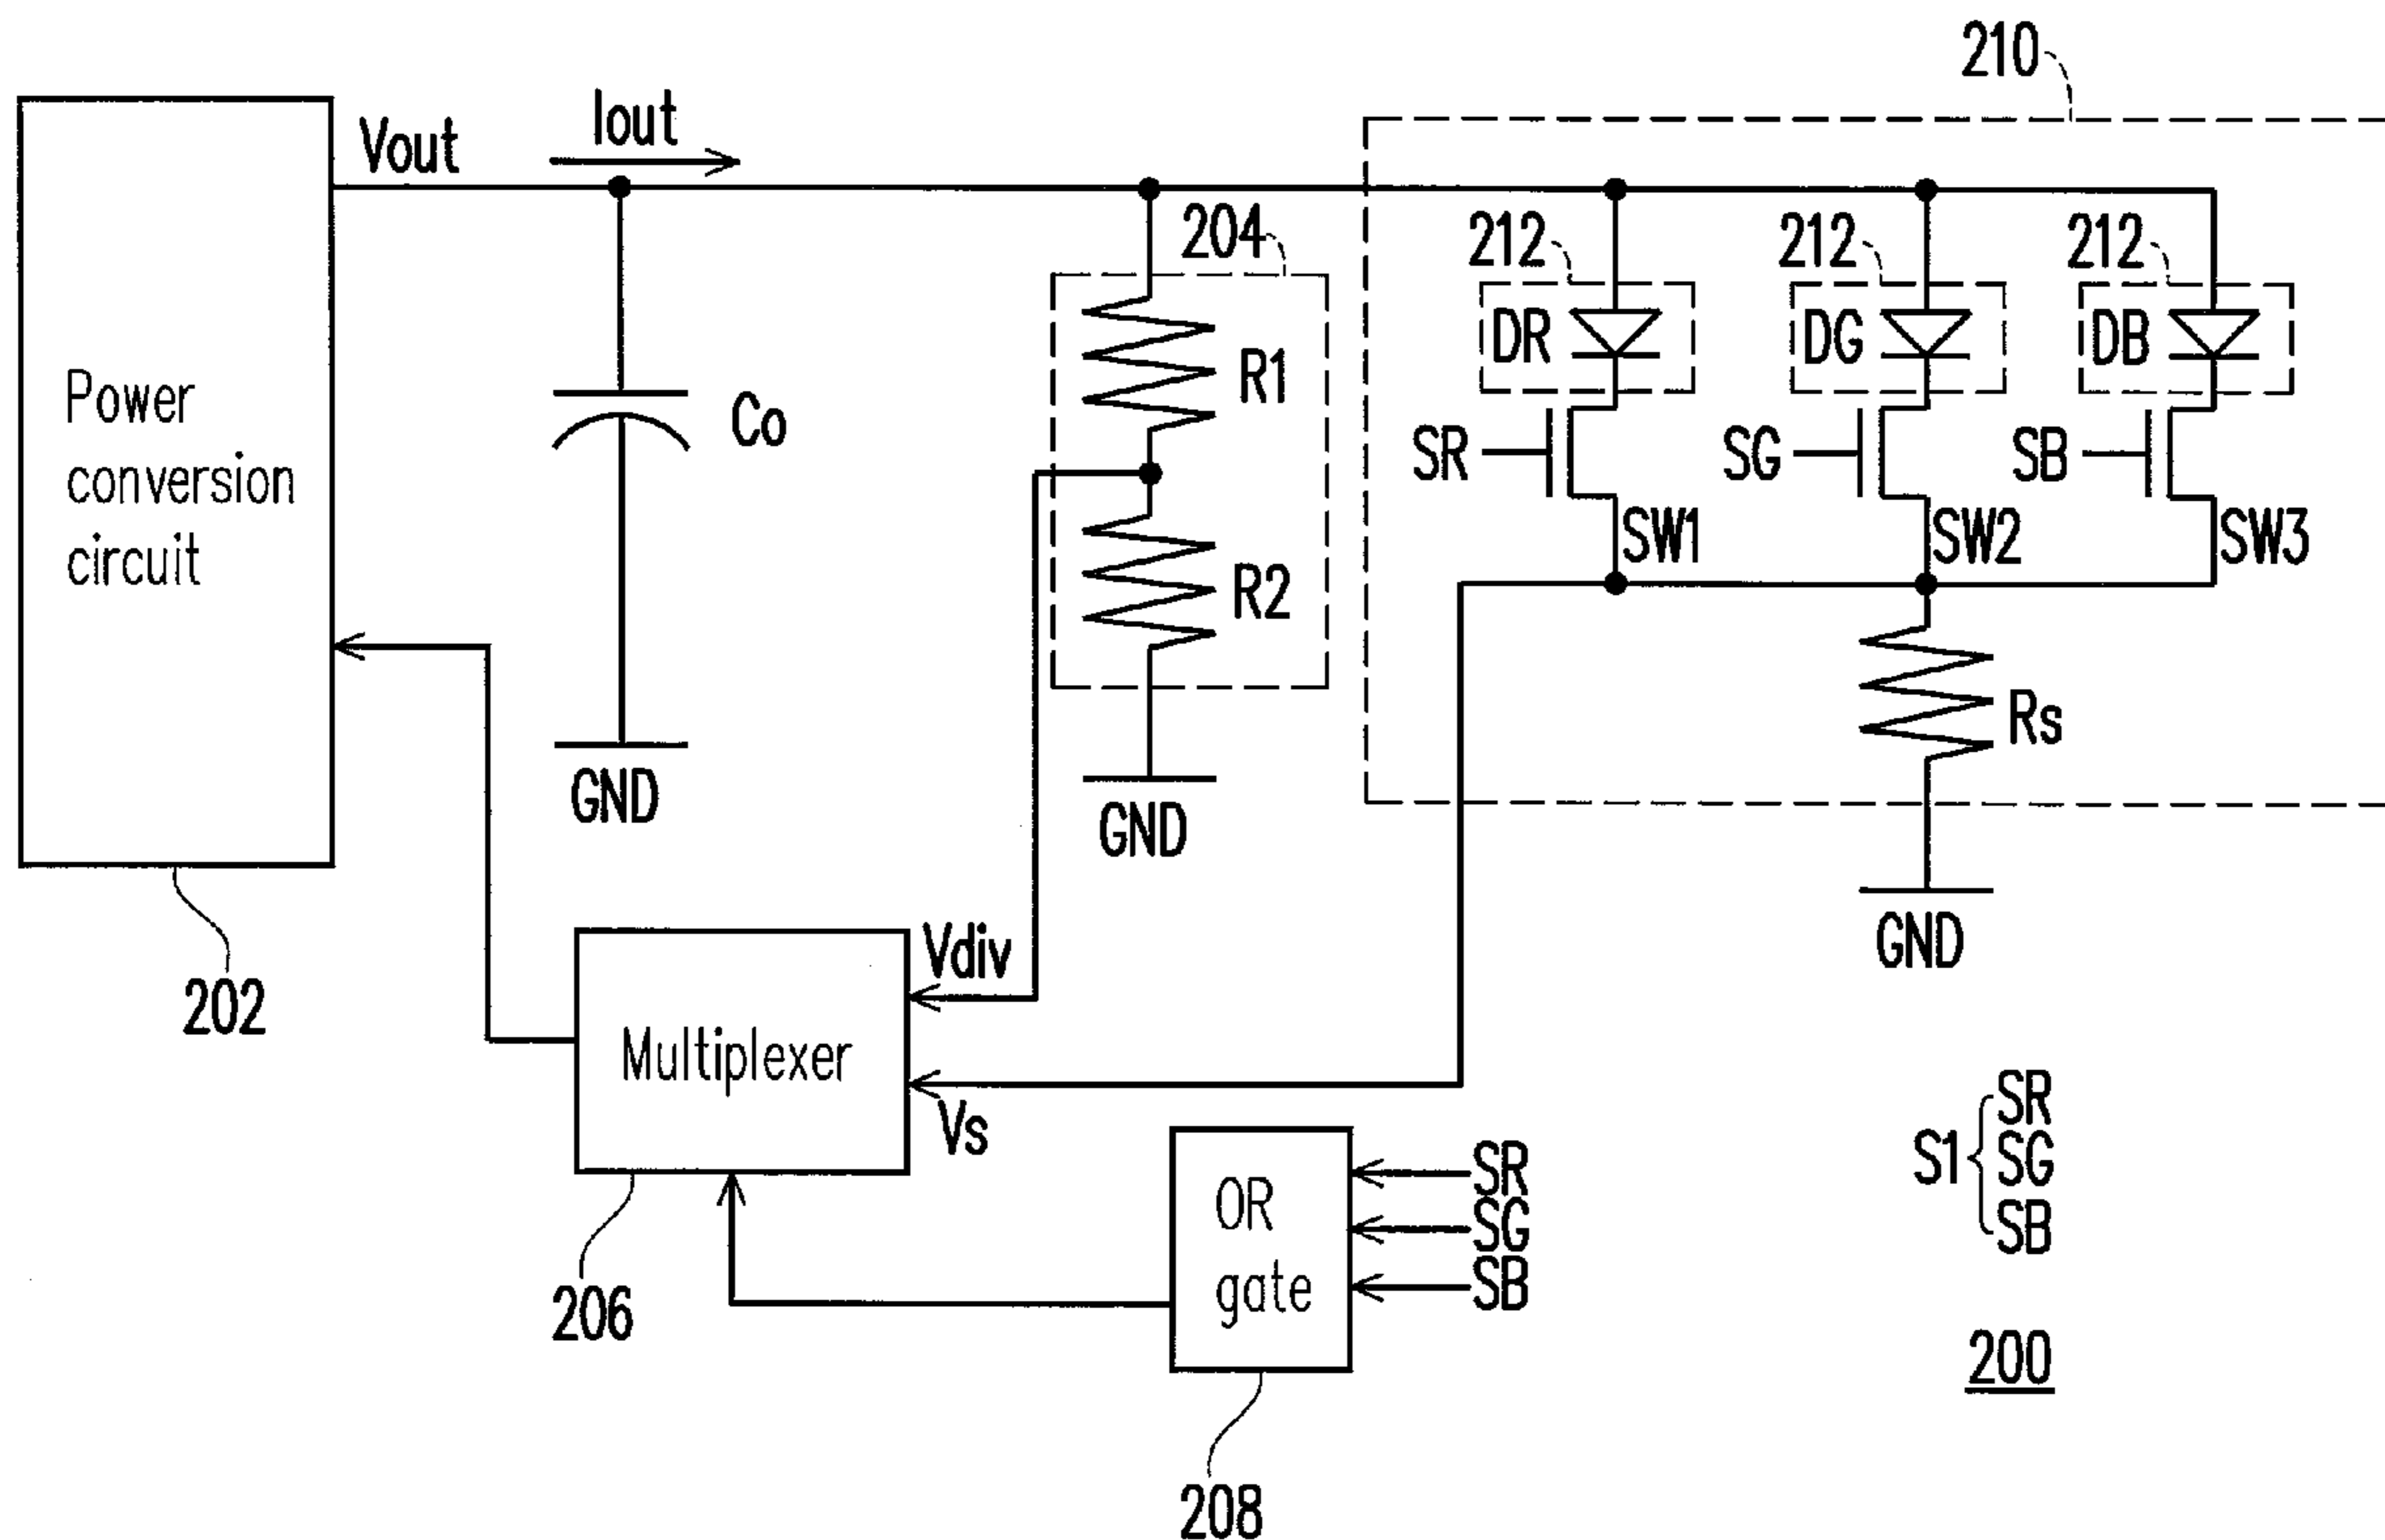 210
Iout
Vout
204
212
212
212
DR
DG
DB
R1
Power
conversion
circuit
Co
SR
SG
SB
SW1
SW2
SW3
R2
Rs
GND
GND
GND
Vdiv
202
Multiplexer
Vs
SR
SG
SB
OR
gate
S1
SR
SG
SB
206
200
208